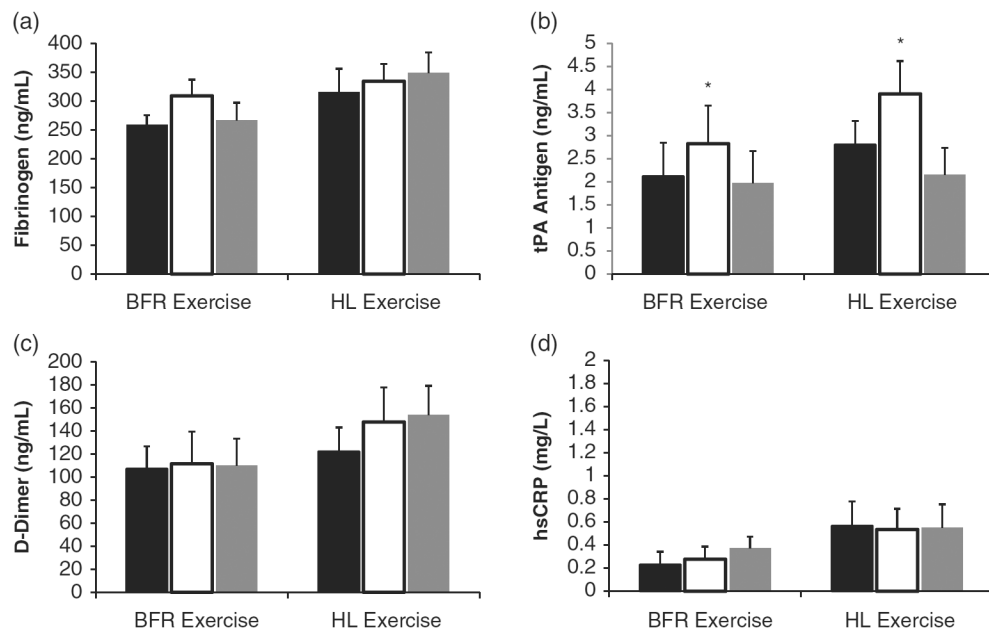 (a)
Fibrinogen (ng/mL)
400
350
300
250
200
150
100
50
0
BFR Exercise
HL Exercise
(b)
tPA Antigen (ng/mL)
5
4.5
4
3.5
3
2.5
2
1.5
1
0.5
0
*
*
BFR Exercise
HL Exercise
(c)
D-Dimer (ng/mL)
200
180
160
140
120
100
80
60
40
20
0
BFR Exercise
HL Exercise
(d)
hsCRP (mg/L)
2
1.8
1.6
1.4
1.2
1
0.8
0.6
0.4
0.2
0
BFR Exercise
HL Exercise